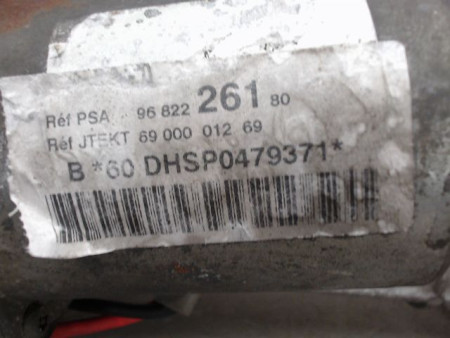 Réf PSA .. 96 822 261 80
Réf JTEKT 69 000 012 69
B *60 DHSP0479371*